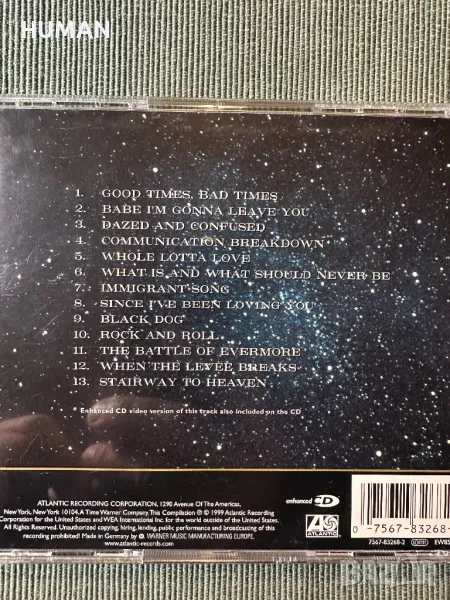 HUMAN
1. GOOD TIMES, BAD TIMES
2. BABE I'M GONNA LEAVE YOU
3. DAZED AND CONFUSED
4. COMMUNICATION BREAKDOWN
5. WHOLE LOTTA LOVE
6. WHAT IS AND WHAT SHOULD NEVER BE
7. IMMIGRANT SONG
8. SINCE I'VE BEEN LOVING YOU
9. BLACK DOG
10. ROCK AND ROLL
11. THE BATTLE OF EVERMORE
12. WHEN THE LEVEE BREAKS
13. STAIRWAY TO HEAVEN
Enhanced CD video version of this track also included on the CD
ATLANTIC RECORDING CORPORATION, 1290 Avenue Of The Americas,
New York, New York 10104. A Time Warner Company. This Compilation ℗ © 1999 Atlantic Recording
Corporation for the United States and WEA International Inc. for the world outside of the United States.
All Rights Reserved. Unauthorized copying, hiring, lending, public performance and broadcasting of this
recording prohibited! Made in Germany by WARNER MUSIC MANUFACTURING EUROPE.
www.atlantic-records.com
enhanced CD
ATLANTIC
0 7567-83268-
7567-83268-2